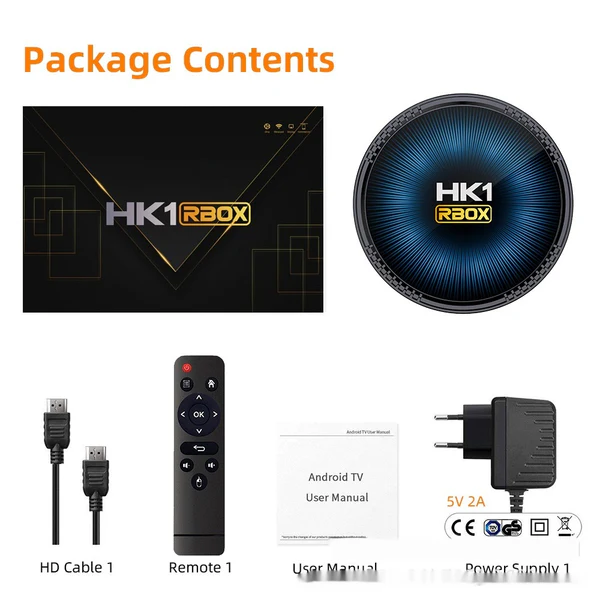 Package Contents
HK1 RBOX
HK1
RBOX
OK
Android TV User Manual
Android TV
User Manual
5V 2A
CE
HD Cable 1
Remote 1
User Manual
Power Supply 1